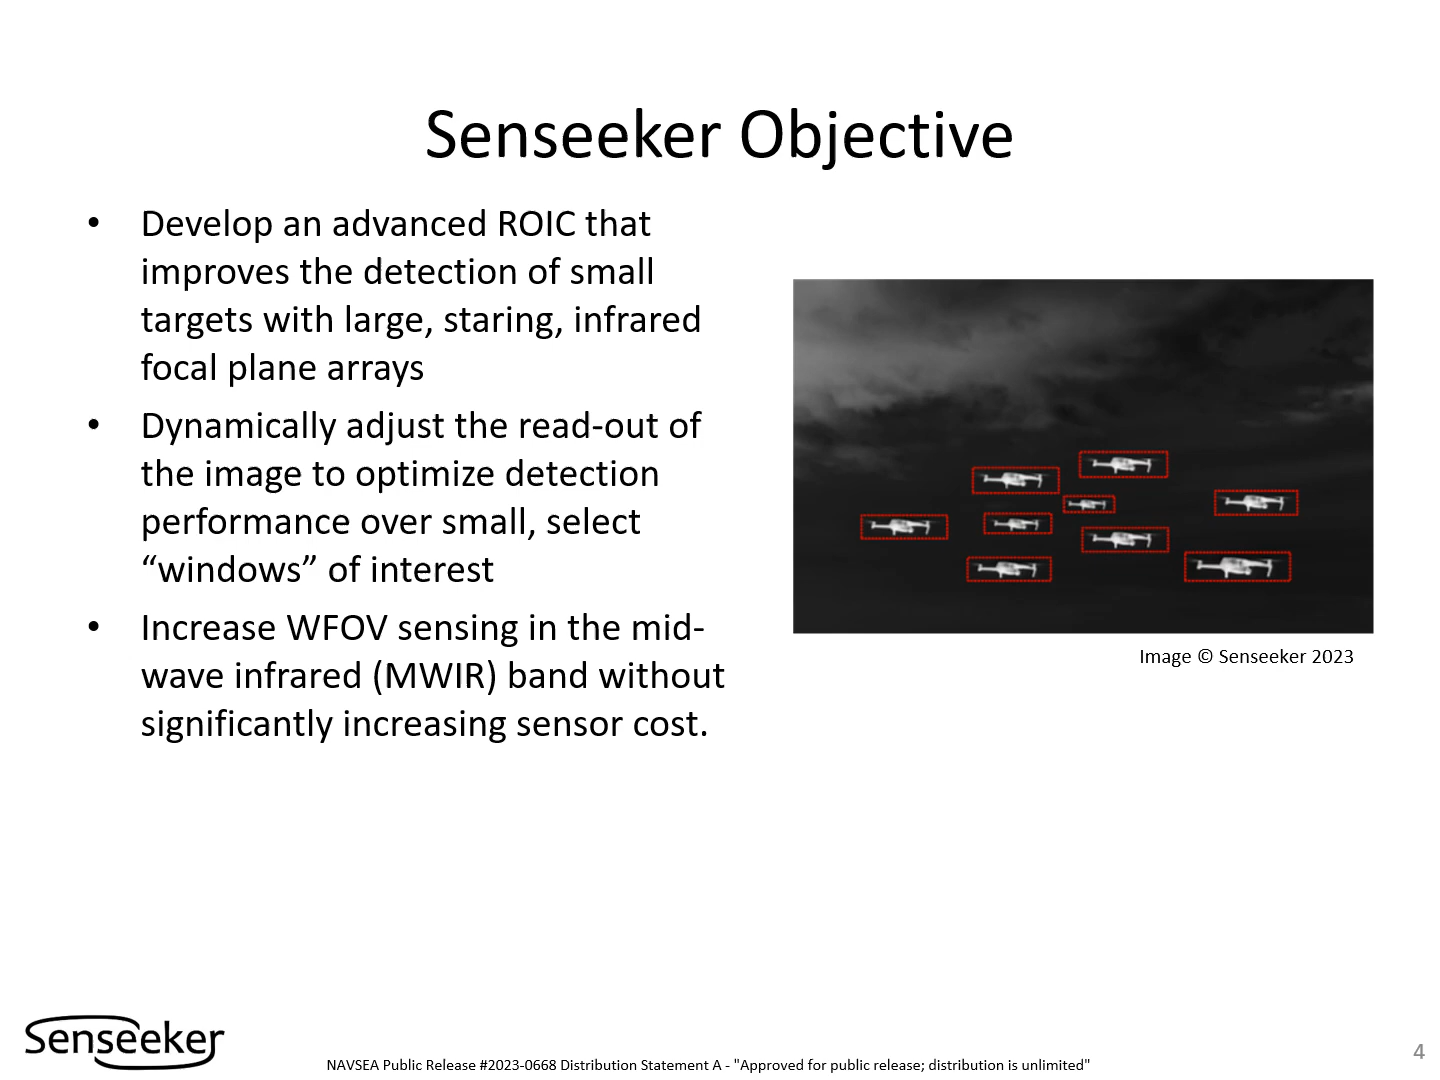 Senseeker Objective
• Develop an advanced ROIC that
improves the detection of small
targets with large, staring, infrared
focal plane arrays
• Dynamically adjust the read-out of
the image to optimize detection
performance over small, select
“windows” of interest
• Increase WFOV sensing in the mid-
wave infrared (MWIR) band without
significantly increasing sensor cost.
Image © Senseeker 2023
Senseeker
NAVSEA Public Release #2023-0668 Distribution Statement A - "Approved for public release; distribution is unlimited"
4